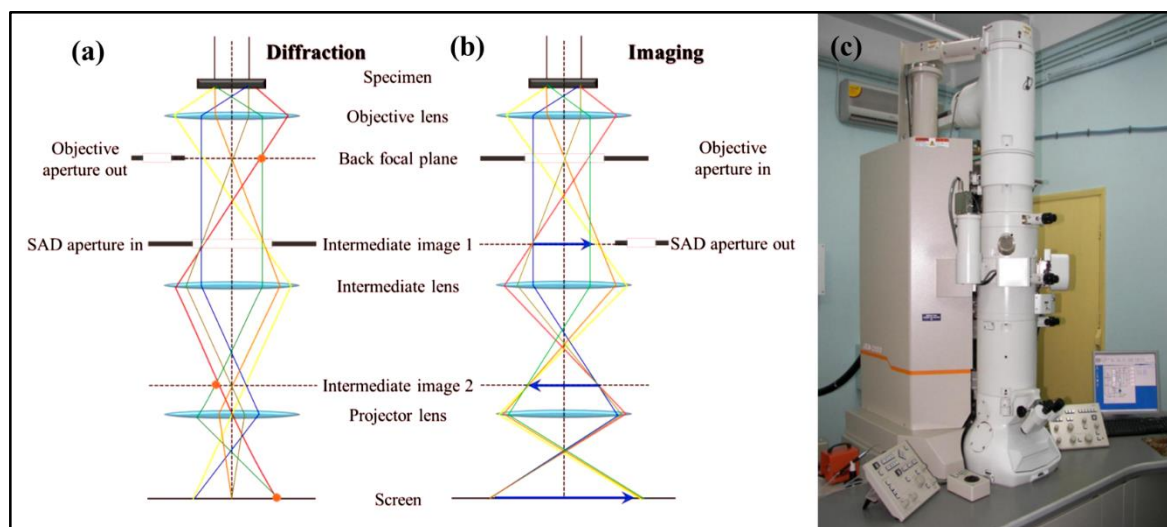 (a)
Diffraction
(b)
Imaging
(c)
Specimen
Objective lens
Objective
aperture out
Back focal plane
Objective
aperture in
SAD aperture in
Intermediate image 1
SAD aperture out
Intermediate lens
Intermediate image 2
Projector lens
Screen